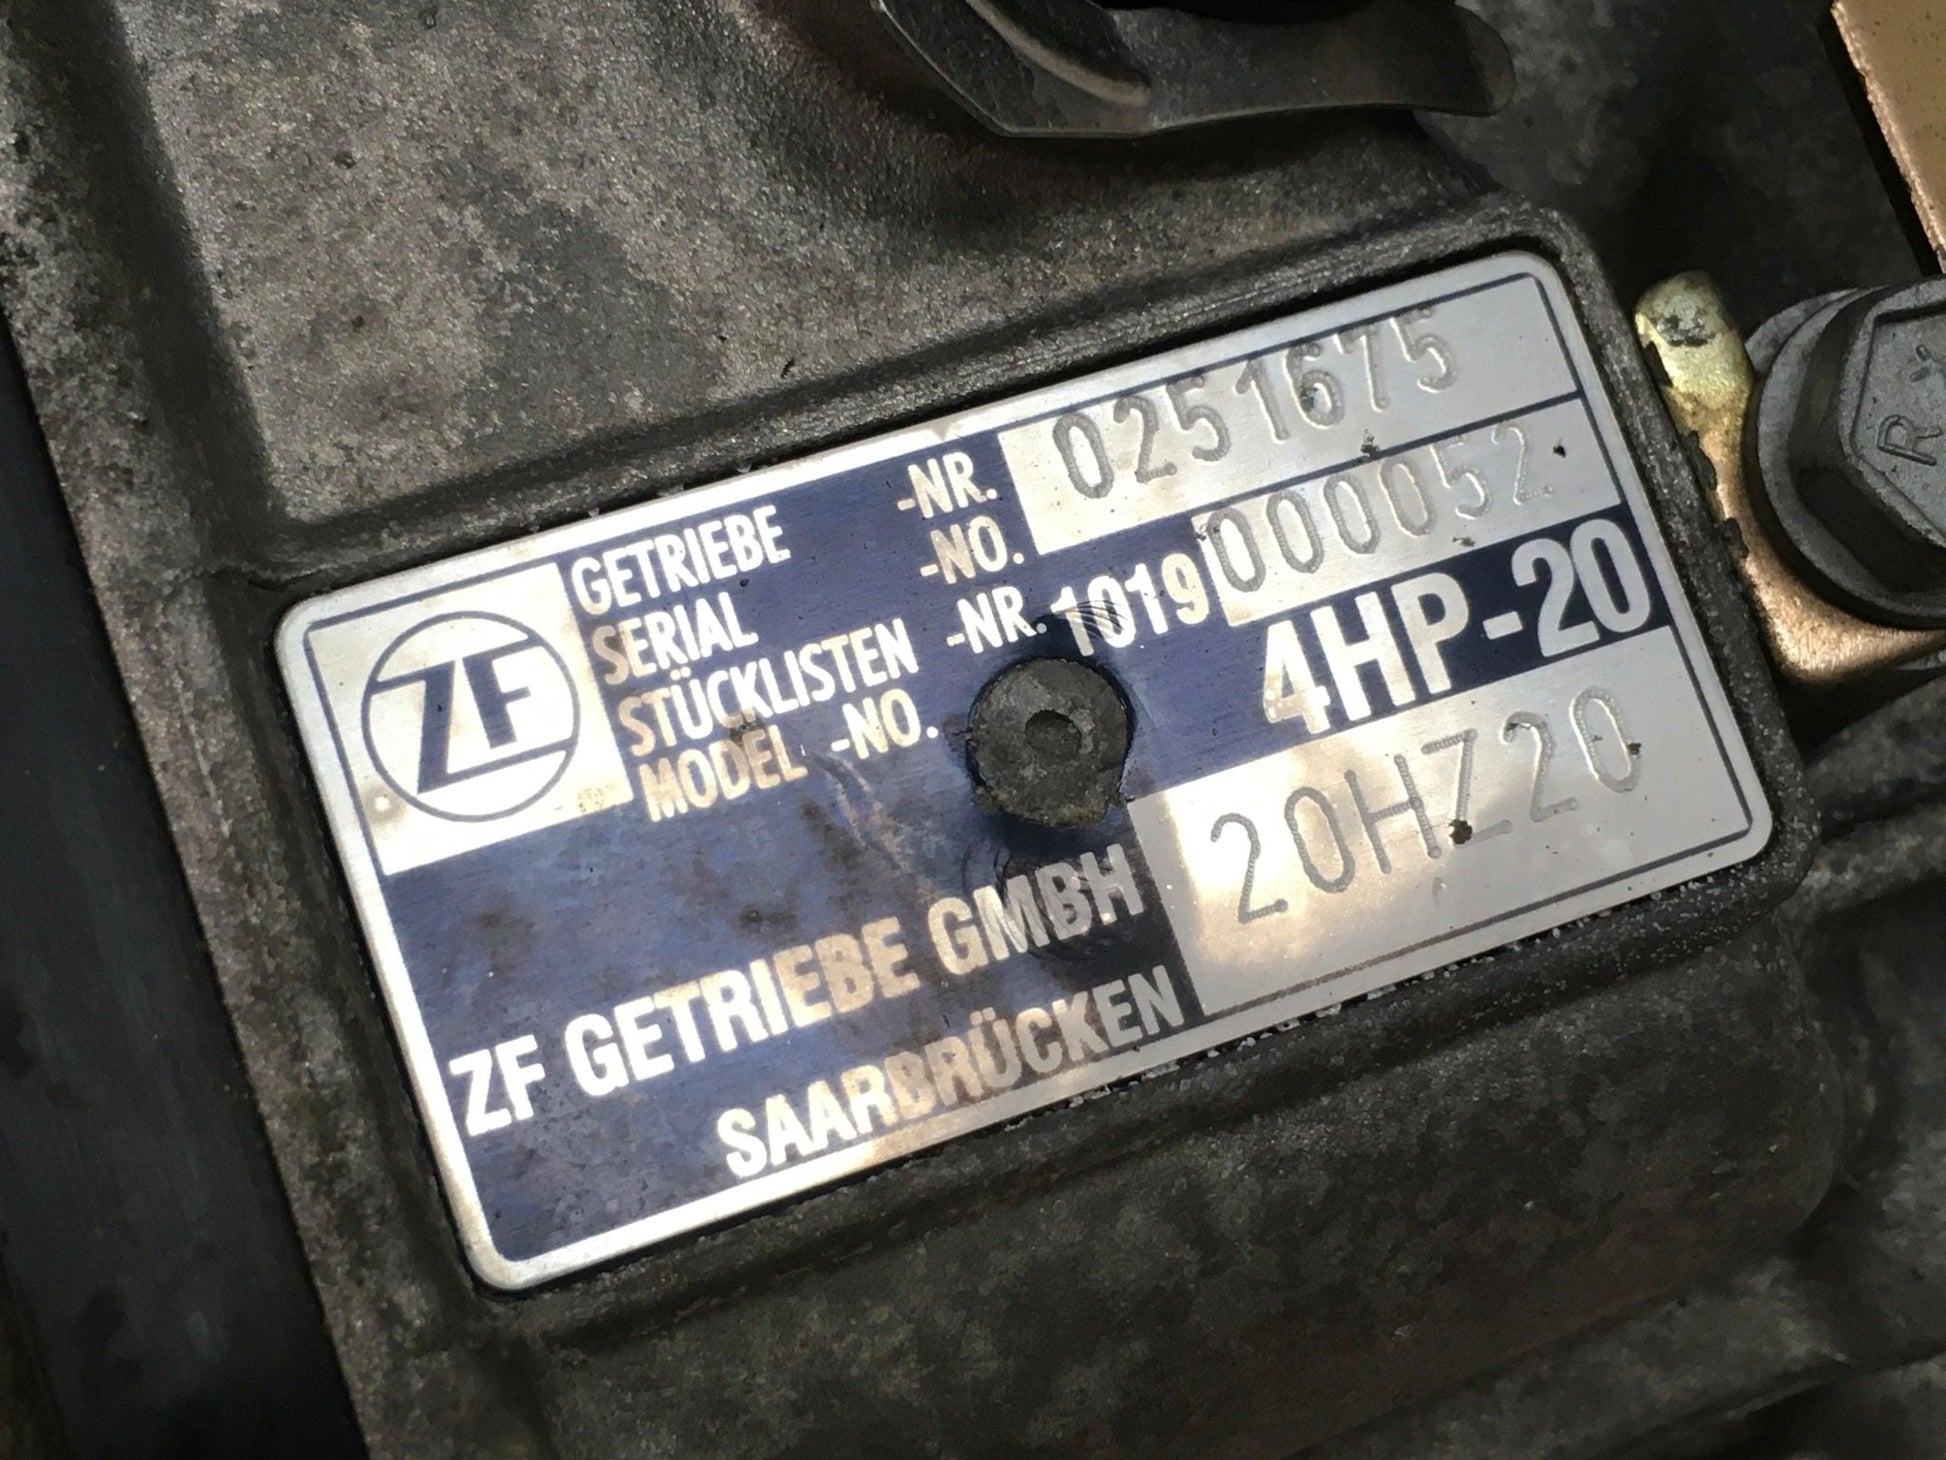 ZF
GETRIEBE -NR. 0251675
SERIAL -NO.
STÜCKLISTEN -NR. 1019 000052
MODEL -NO. 4HP-20
ZF GETRIEBE GMBH 20HZ20
SAARBRÜCKEN